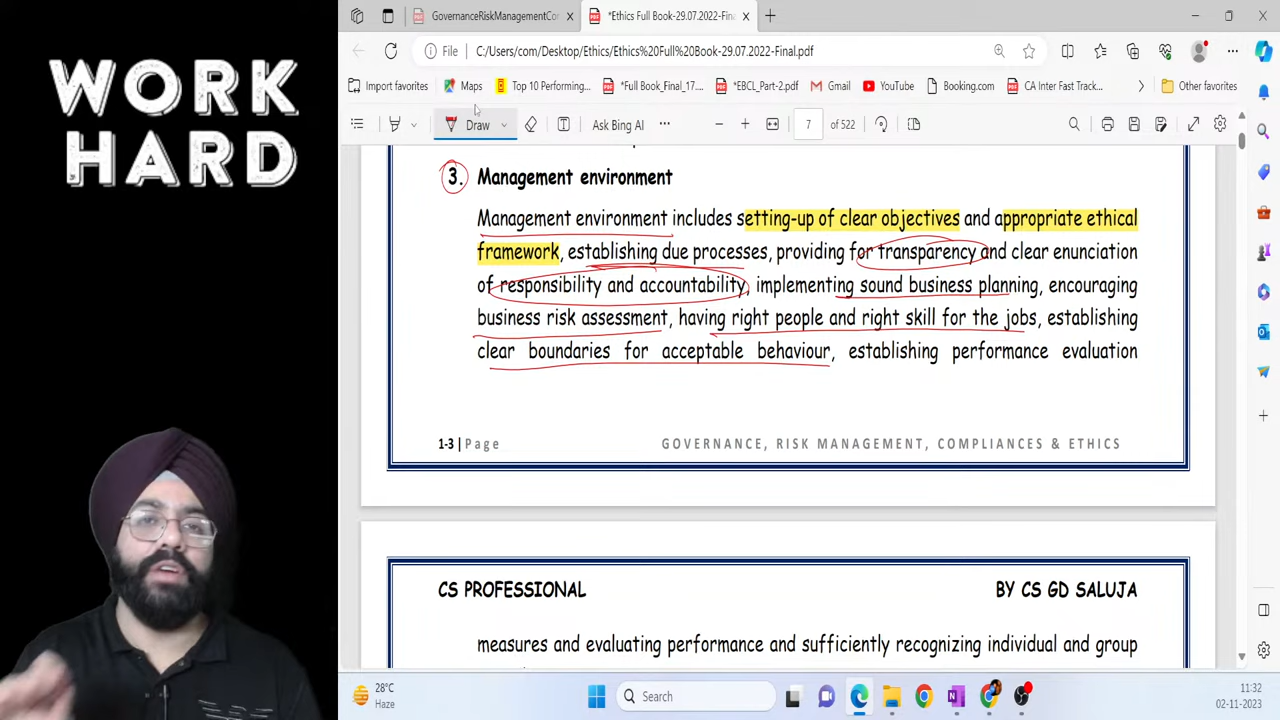 WORK
HARD
GovernanceRiskManagementCo
*Ethics Full Book-29.07.2022-Fina
File C:/Users/com/Desktop/Ethics/Ethics%20Full%20Book-29.07.2022-Final.pdf
Import favorites Maps Top 10 Performing... *Full Book_Final_17... *EBCL_Part-2.pdf Gmail YouTube CA Inter Fast Track... Other favorites
Draw Ask Bing AI 7 of 522
3. Management environment
Management environment includes setting-up of clear objectives and appropriate ethical
framework, establishing due processes, providing for transparency and clear enunciation
of responsibility and accountability, implementing sound business planning, encouraging
business risk assessment, having right people and right skill for the jobs, establishing
clear boundaries for acceptable behaviour, establishing performance evaluation
1-3 | Page GOVERNANCE, RISK MANAGEMENT, COMPLIANCES & ETHICS
CS PROFESSIONAL BY CS GD SALUJA
measures and evaluating performance and sufficiently recognizing individual and group
28°C
Haze
Search
11:32
02-11-2023